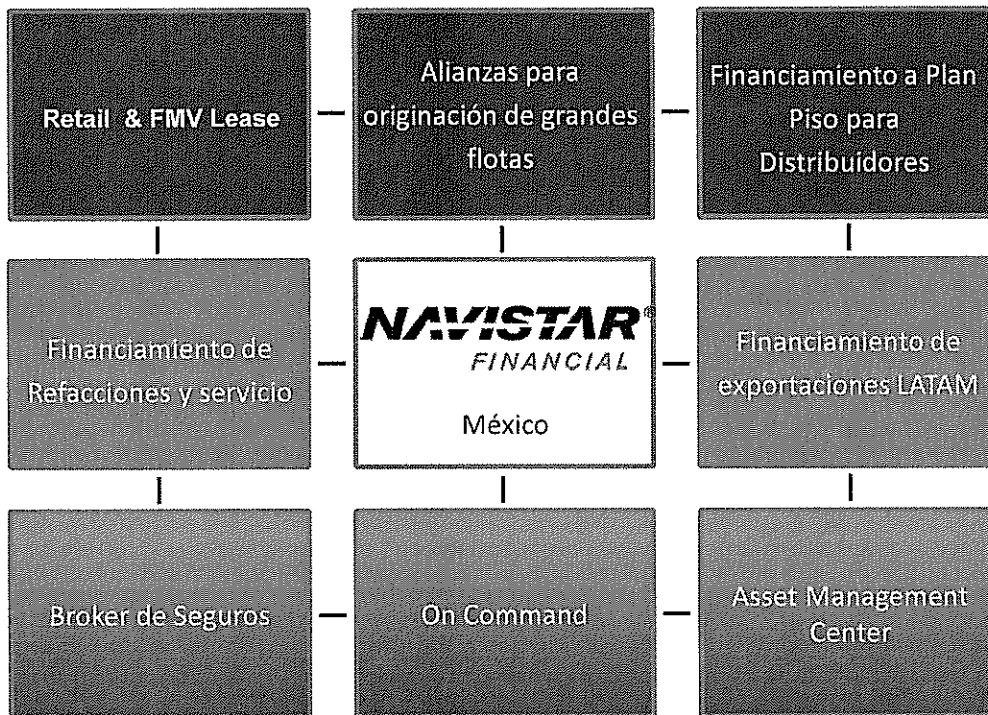 Retail & FMV Lease
Alianzas para
originación de grandes
flotas
Financiamiento a Plan
Piso para
Distribuidores
Financiamiento de
Refacciones y servicio
NAVISTAR®
FINANCIAL
México
Financiamiento de
exportaciones LATAM
Broker de Seguros
On Command
Asset Management
Center